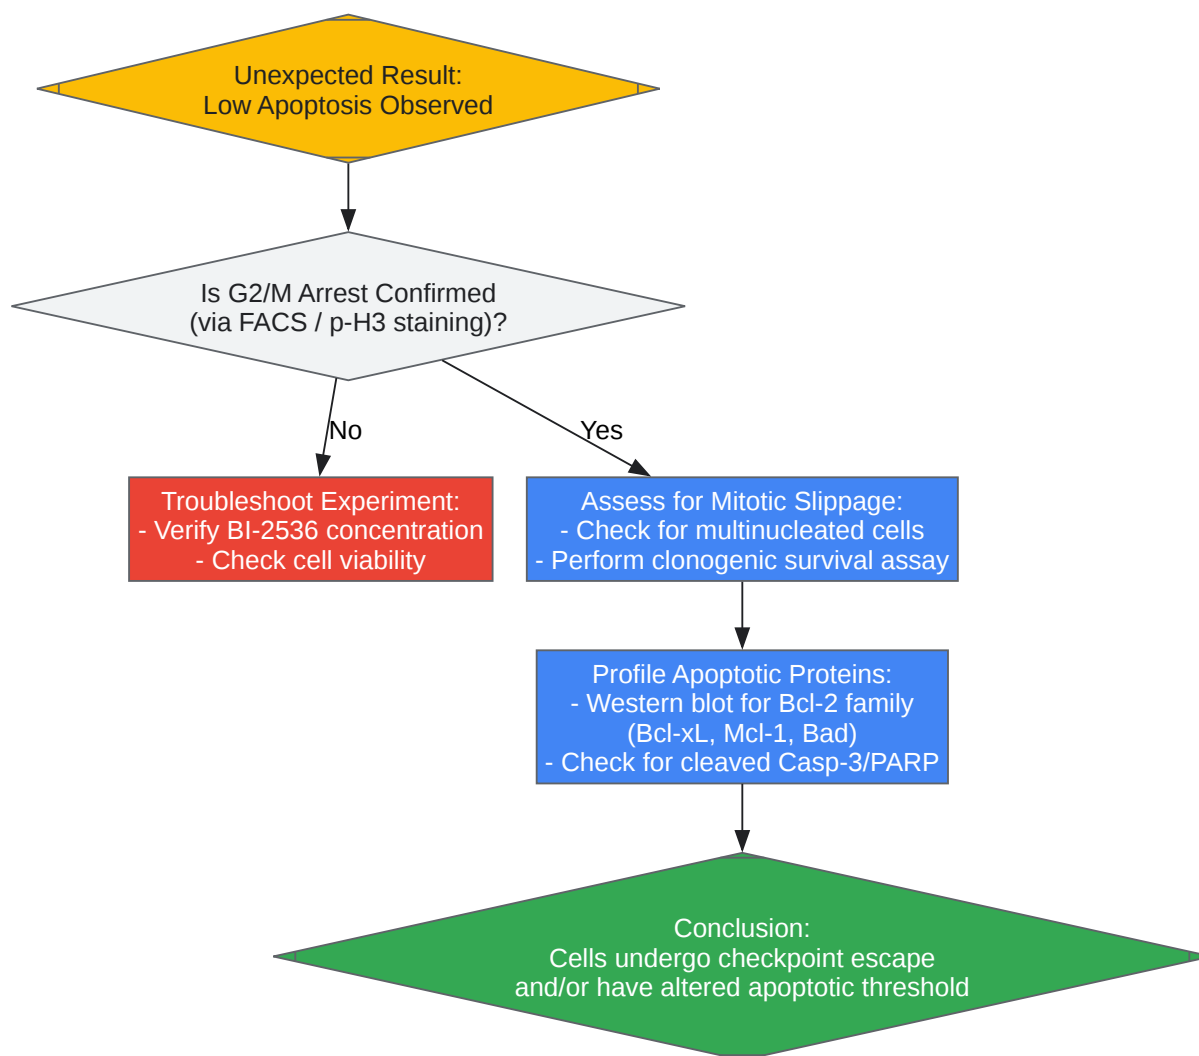 Unexpected Result:
Low Apoptosis Observed
Is G2/M Arrest Confirmed
(via FACS / p-H3 staining)?
No
Yes
Troubleshoot Experiment:
- Verify BI-2536 concentration
- Check cell viability
Assess for Mitotic Slippage:
- Check for multinucleated cells
- Perform clonogenic survival assay
Profile Apoptotic Proteins:
- Western blot for Bcl-2 family
(Bcl-xL, Mcl-1, Bad)
- Check for cleaved Casp-3/PARP
Conclusion:
Cells undergo checkpoint escape
and/or have altered apoptotic threshold